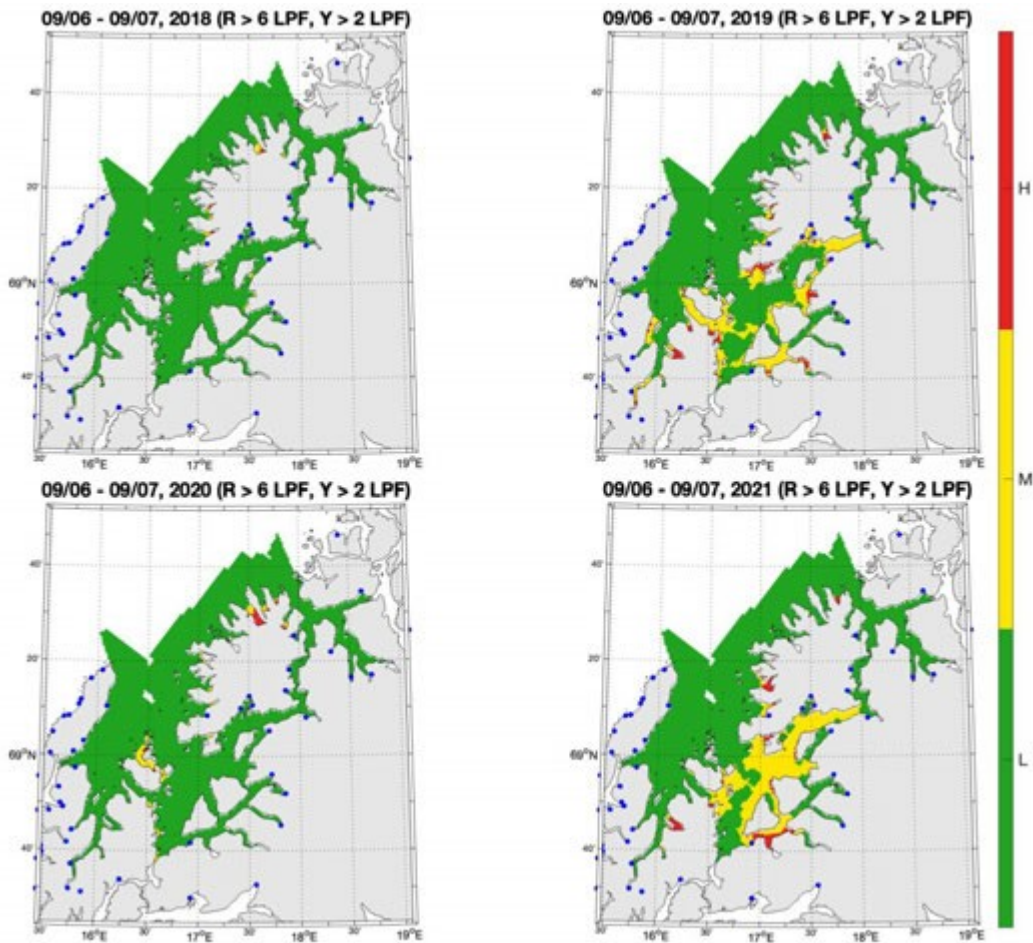 09/06 - 09/07, 2018 (R > 6 LPF, Y > 2 LPF)
09/06 - 09/07, 2019 (R > 6 LPF, Y > 2 LPF)
40'
20'
69°N
40'
30'
16°E
30'
17°E
30'
18°E
30'
19°E
40'
20'
69°N
40'
30'
16°E
30'
17°E
30'
18°E
30'
19°E
H
M
L
09/06 - 09/07, 2020 (R > 6 LPF, Y > 2 LPF)
09/06 - 09/07, 2021 (R > 6 LPF, Y > 2 LPF)
40'
20'
69°N
40'
30'
16°E
30'
17°E
30'
18°E
30'
19°E
40'
20'
69°N
40'
30'
16°E
30'
17°E
30'
18°E
30'
19°E